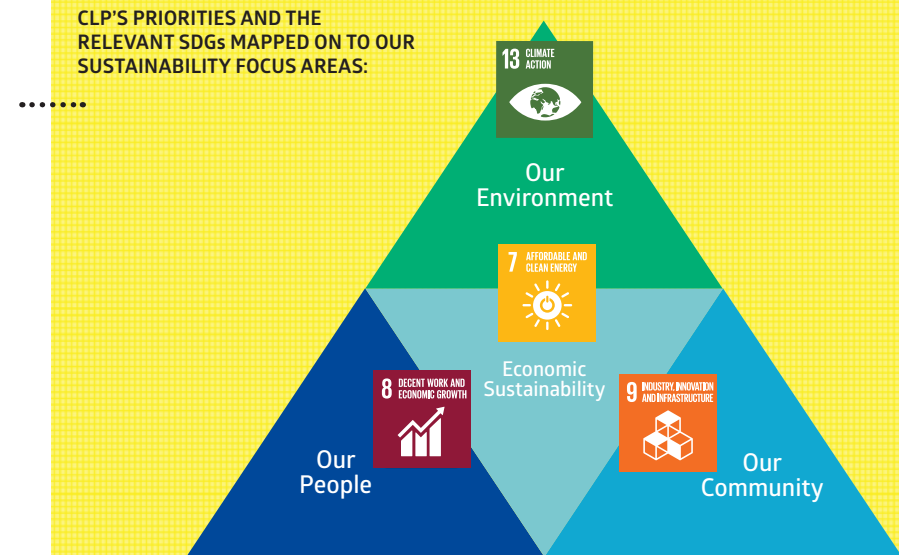 CLP'S PRIORITIES AND THE
RELEVANT SDGs MAPPED ON TO OUR
SUSTAINABILITY FOCUS AREAS:
13 CLIMATE
ACTION
Our
Environment
7 AFFORDABLE AND
CLEAN ENERGY
Economic
Sustainability
8 DECENT WORK AND
ECONOMIC GROWTH
9 INDUSTRY, INNOVATION
AND INFRASTRUCTURE
Our
People
Our
Community